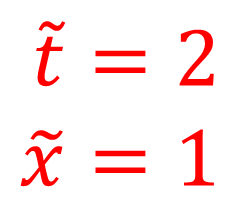 t̃ = 2
x̃ = 1